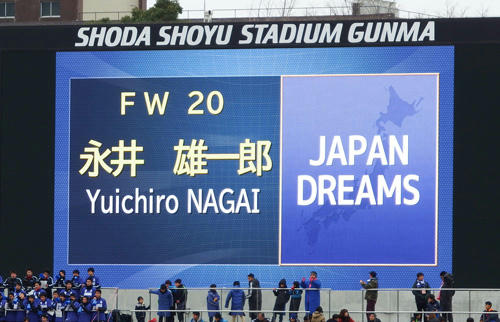 SHODA SHOYU STADIUM GUNMA
FW 20
永井 雄一郎
Yuichiro NAGAI
JAPAN
DREAMS